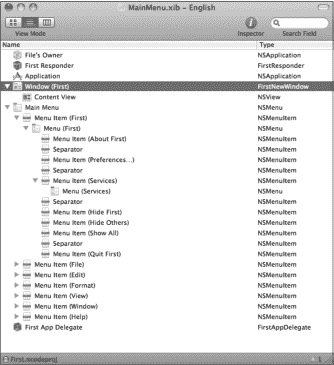 MainMenu.xib - English
View Mode Inspector Search Field
Name Type
File's Owner NSApplication
First Responder FirstResponder
Application NSApplication
Window (First) FirstNewWindow
Content View NSView
Main Menu NSMenu
Menu Item (First) NSMenuItem
Menu (First) NSMenu
Menu Item (About First) NSMenuItem
Separator NSMenuItem
Menu Item (Preferences...) NSMenuItem
Separator NSMenuItem
Menu Item (Services) NSMenuItem
Menu (Services) NSMenu
Separator NSMenuItem
Menu Item (Hide First) NSMenuItem
Menu Item (Hide Others) NSMenuItem
Menu Item (Show All) NSMenuItem
Separator NSMenuItem
Menu Item (Quit First) NSMenuItem
Menu Item (File) NSMenuItem
Menu Item (Edit) NSMenuItem
Menu Item (Format) NSMenuItem
Menu Item (View) NSMenuItem
Menu Item (Window) NSMenuItem
Menu Item (Help) NSMenuItem
First App Delegate FirstAppDelegate
First.xcodeproj 1